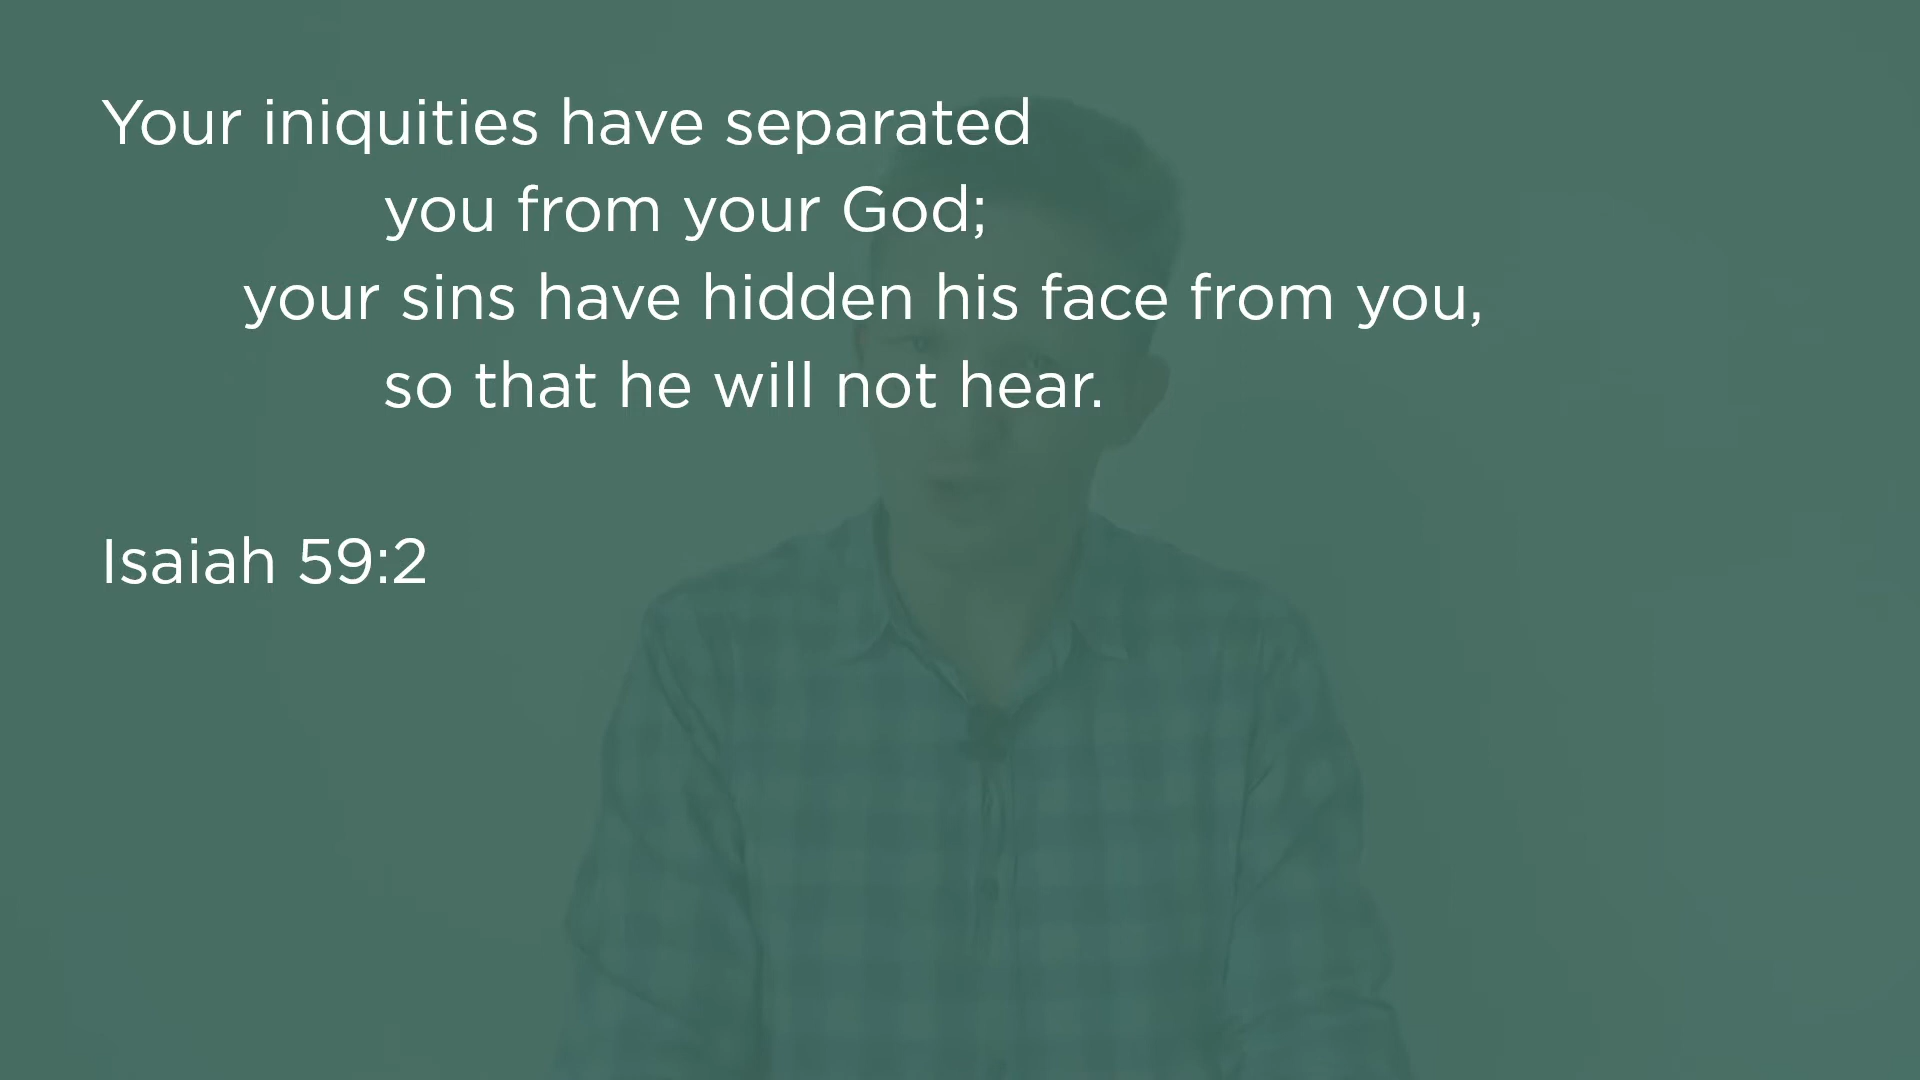 Your iniquities have separated
you from your God;
your sins have hidden his face from you,
so that he will not hear.
Isaiah 59:2